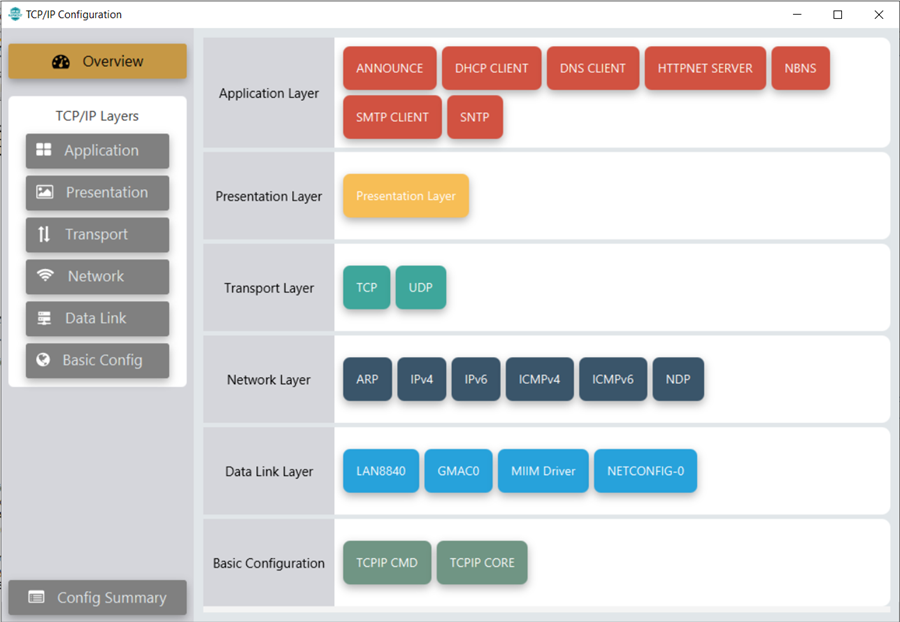 TCP/IP Configuration
Overview
TCP/IP Layers
Application
Presentation
Transport
Network
Data Link
Basic Config
Config Summary
Application Layer
ANNOUNCE DHCP CLIENT DNS CLIENT HTTPNET SERVER NBNS
SMTP CLIENT SNTP
Presentation Layer
Presentation Layer
Transport Layer
TCP UDP
Network Layer
ARP IPv4 IPv6 ICMPv4 ICMPv6 NDP
Data Link Layer
LAN8840 GMAC0 MIIM Driver NETCONFIG-0
Basic Configuration
TCPIP CMD TCPIP CORE